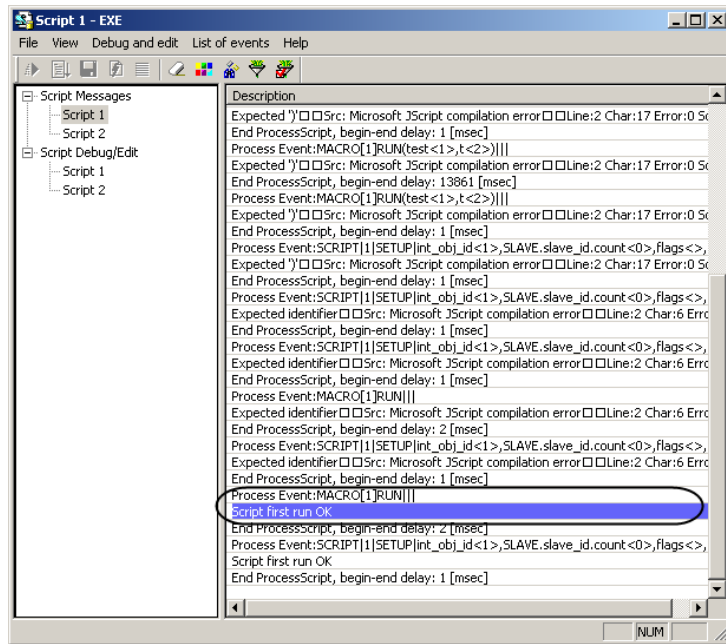 Script 1 - EXE
File View Debug and edit List of events Help
Script Messages
Script 1
Script 2
Script Debug/Edit
Script 1
Script 2
Description
Expected ')'□□Src: Microsoft JScript compilation error□□Line:2 Char:17 Error:0 Sc
End ProcessScript, begin-end delay: 1 [msec]
Process Event:MACRO[1]RUN(test<1>,t<2>)|||
Expected ')'□□Src: Microsoft JScript compilation error□□Line:2 Char:17 Error:0 Sc
End ProcessScript, begin-end delay: 13861 [msec]
Process Event:MACRO[1]RUN(test<1>,t<2>)|||
Expected ')'□□Src: Microsoft JScript compilation error□□Line:2 Char:17 Error:0 Sc
End ProcessScript, begin-end delay: 1 [msec]
Process Event:SCRIPT|1|SETUP|int_obj_id<1>,SLAVE.slave_id.count<0>,flags<>,
Expected ')'□□Src: Microsoft JScript compilation error□□Line:2 Char:17 Error:0 Sc
End ProcessScript, begin-end delay: 1 [msec]
Process Event:SCRIPT|1|SETUP|int_obj_id<1>,SLAVE.slave_id.count<0>,flags<>,
Expected identifier□□Src: Microsoft JScript compilation error□□Line:2 Char:6 Erro
End ProcessScript, begin-end delay: 1 [msec]
Process Event:SCRIPT|1|SETUP|int_obj_id<1>,SLAVE.slave_id.count<0>,flags<>,
Expected identifier□□Src: Microsoft JScript compilation error□□Line:2 Char:6 Erro
End ProcessScript, begin-end delay: 1 [msec]
Process Event:MACRO[1]RUN|||
Expected identifier□□Src: Microsoft JScript compilation error□□Line:2 Char:6 Erro
End ProcessScript, begin-end delay: 2 [msec]
Process Event:SCRIPT|1|SETUP|int_obj_id<1>,SLAVE.slave_id.count<0>,flags<>,
Expected identifier□□Src: Microsoft JScript compilation error□□Line:2 Char:6 Erro
End ProcessScript, begin-end delay: 1 [msec]
Process Event:MACRO[1]RUN|||
Script first run OK
End ProcessScript, begin-end delay: 2 [msec]
Process Event:SCRIPT|1|SETUP|int_obj_id<1>,SLAVE.slave_id.count<0>,flags<>,
Script first run OK
End ProcessScript, begin-end delay: 1 [msec]
NUM